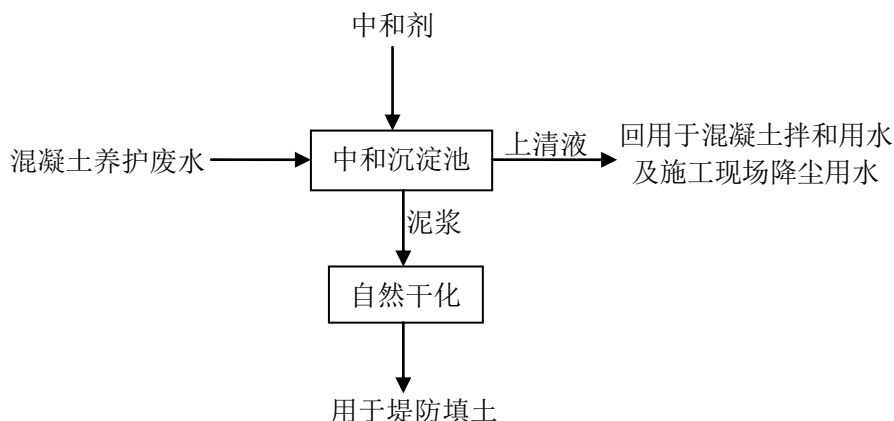 中和剂
混凝土养护废水
中和沉淀池
上清液
回用于混凝土拌和用水
及施工现场降尘用水
泥浆
自然干化
用于堤防填土